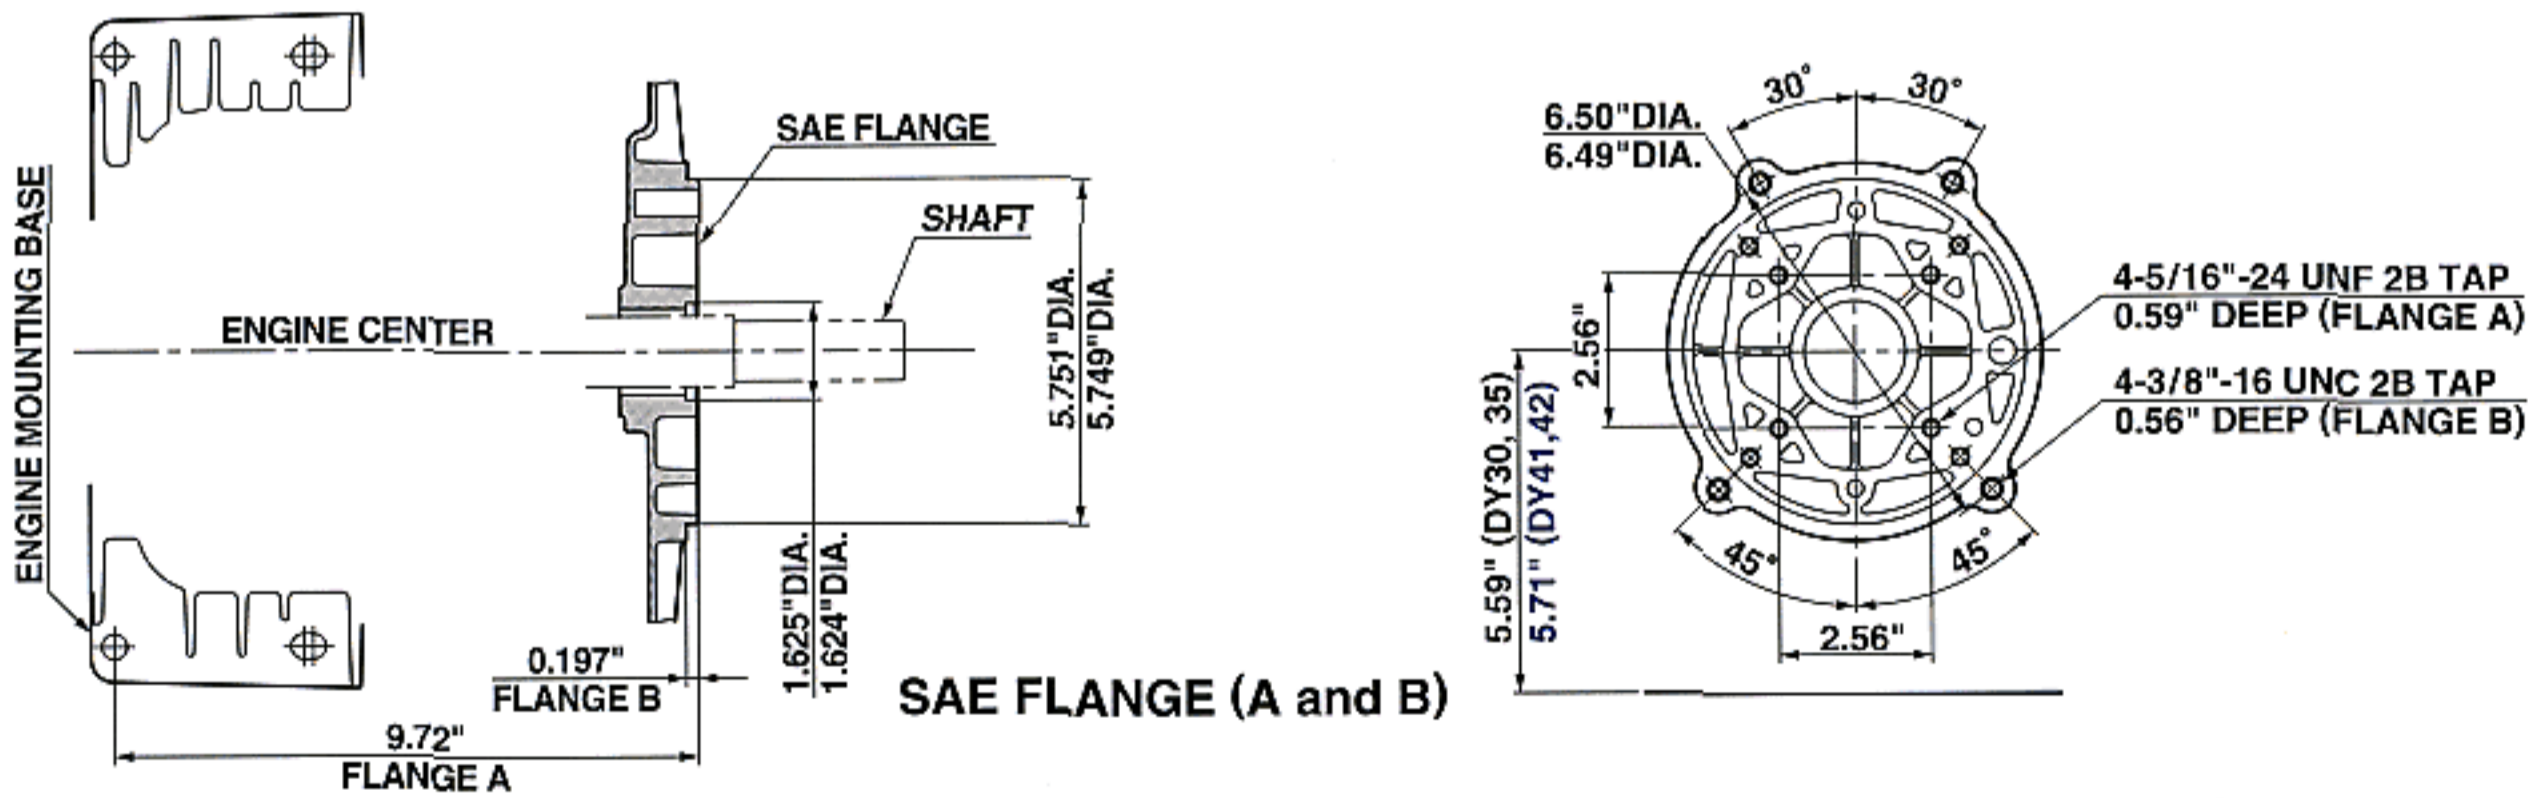 ENGINE MOUNTING BASE
ENGINE CENTER
SAE FLANGE
SHAFT
5.751"DIA.
5.749"DIA.
1.625"DIA.
1.624"DIA.
0.197"
FLANGE B
9.72"
FLANGE A
SAE FLANGE (A and B)
30°
30°
6.50"DIA.
6.49"DIA.
2.56"
5.59" (DY30, 35)
5.71" (DY41,42)
4-5/16"-24 UNF 2B TAP
0.59" DEEP (FLANGE A)
4-3/8"-16 UNC 2B TAP
0.56" DEEP (FLANGE B)
45°
45°
2.56"